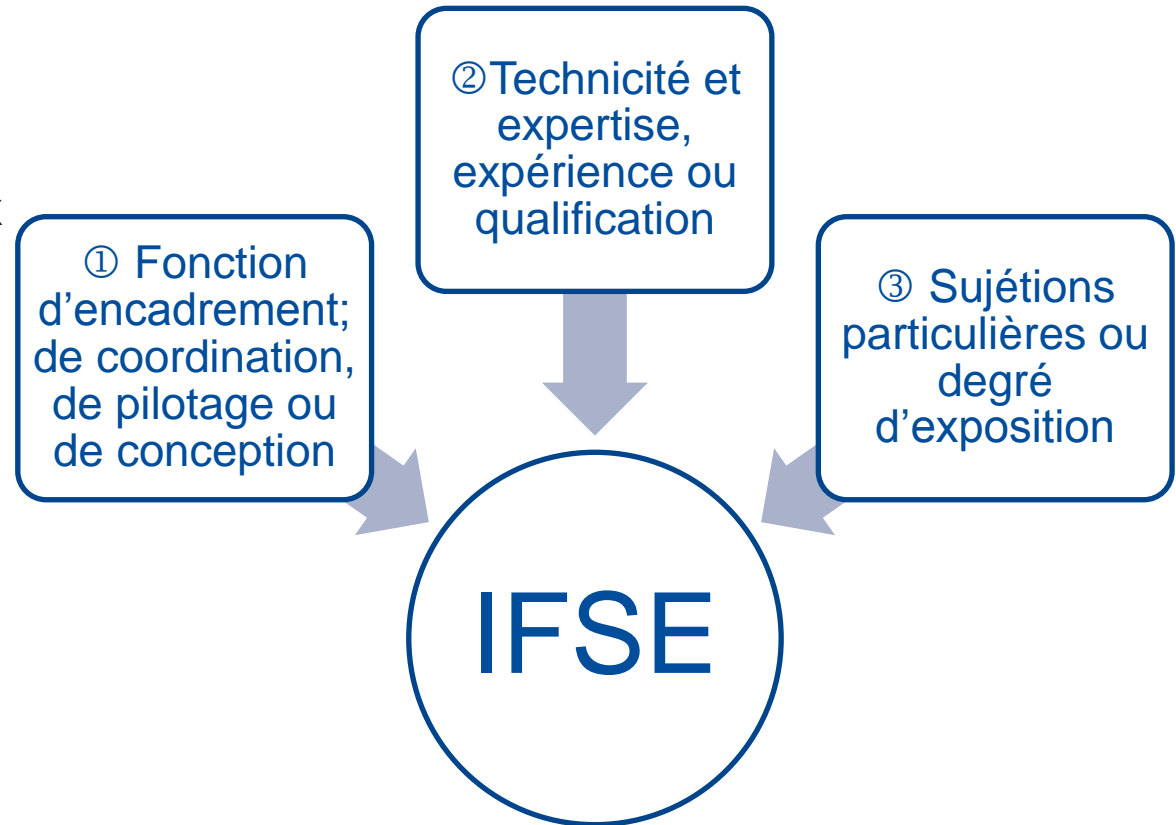 ① Fonction
d’encadrement;
de coordination,
de pilotage ou
de conception
②Technicité et
expertise,
expérience ou
qualification
③ Sujétions
particulières ou
degré
d’exposition
IFSE